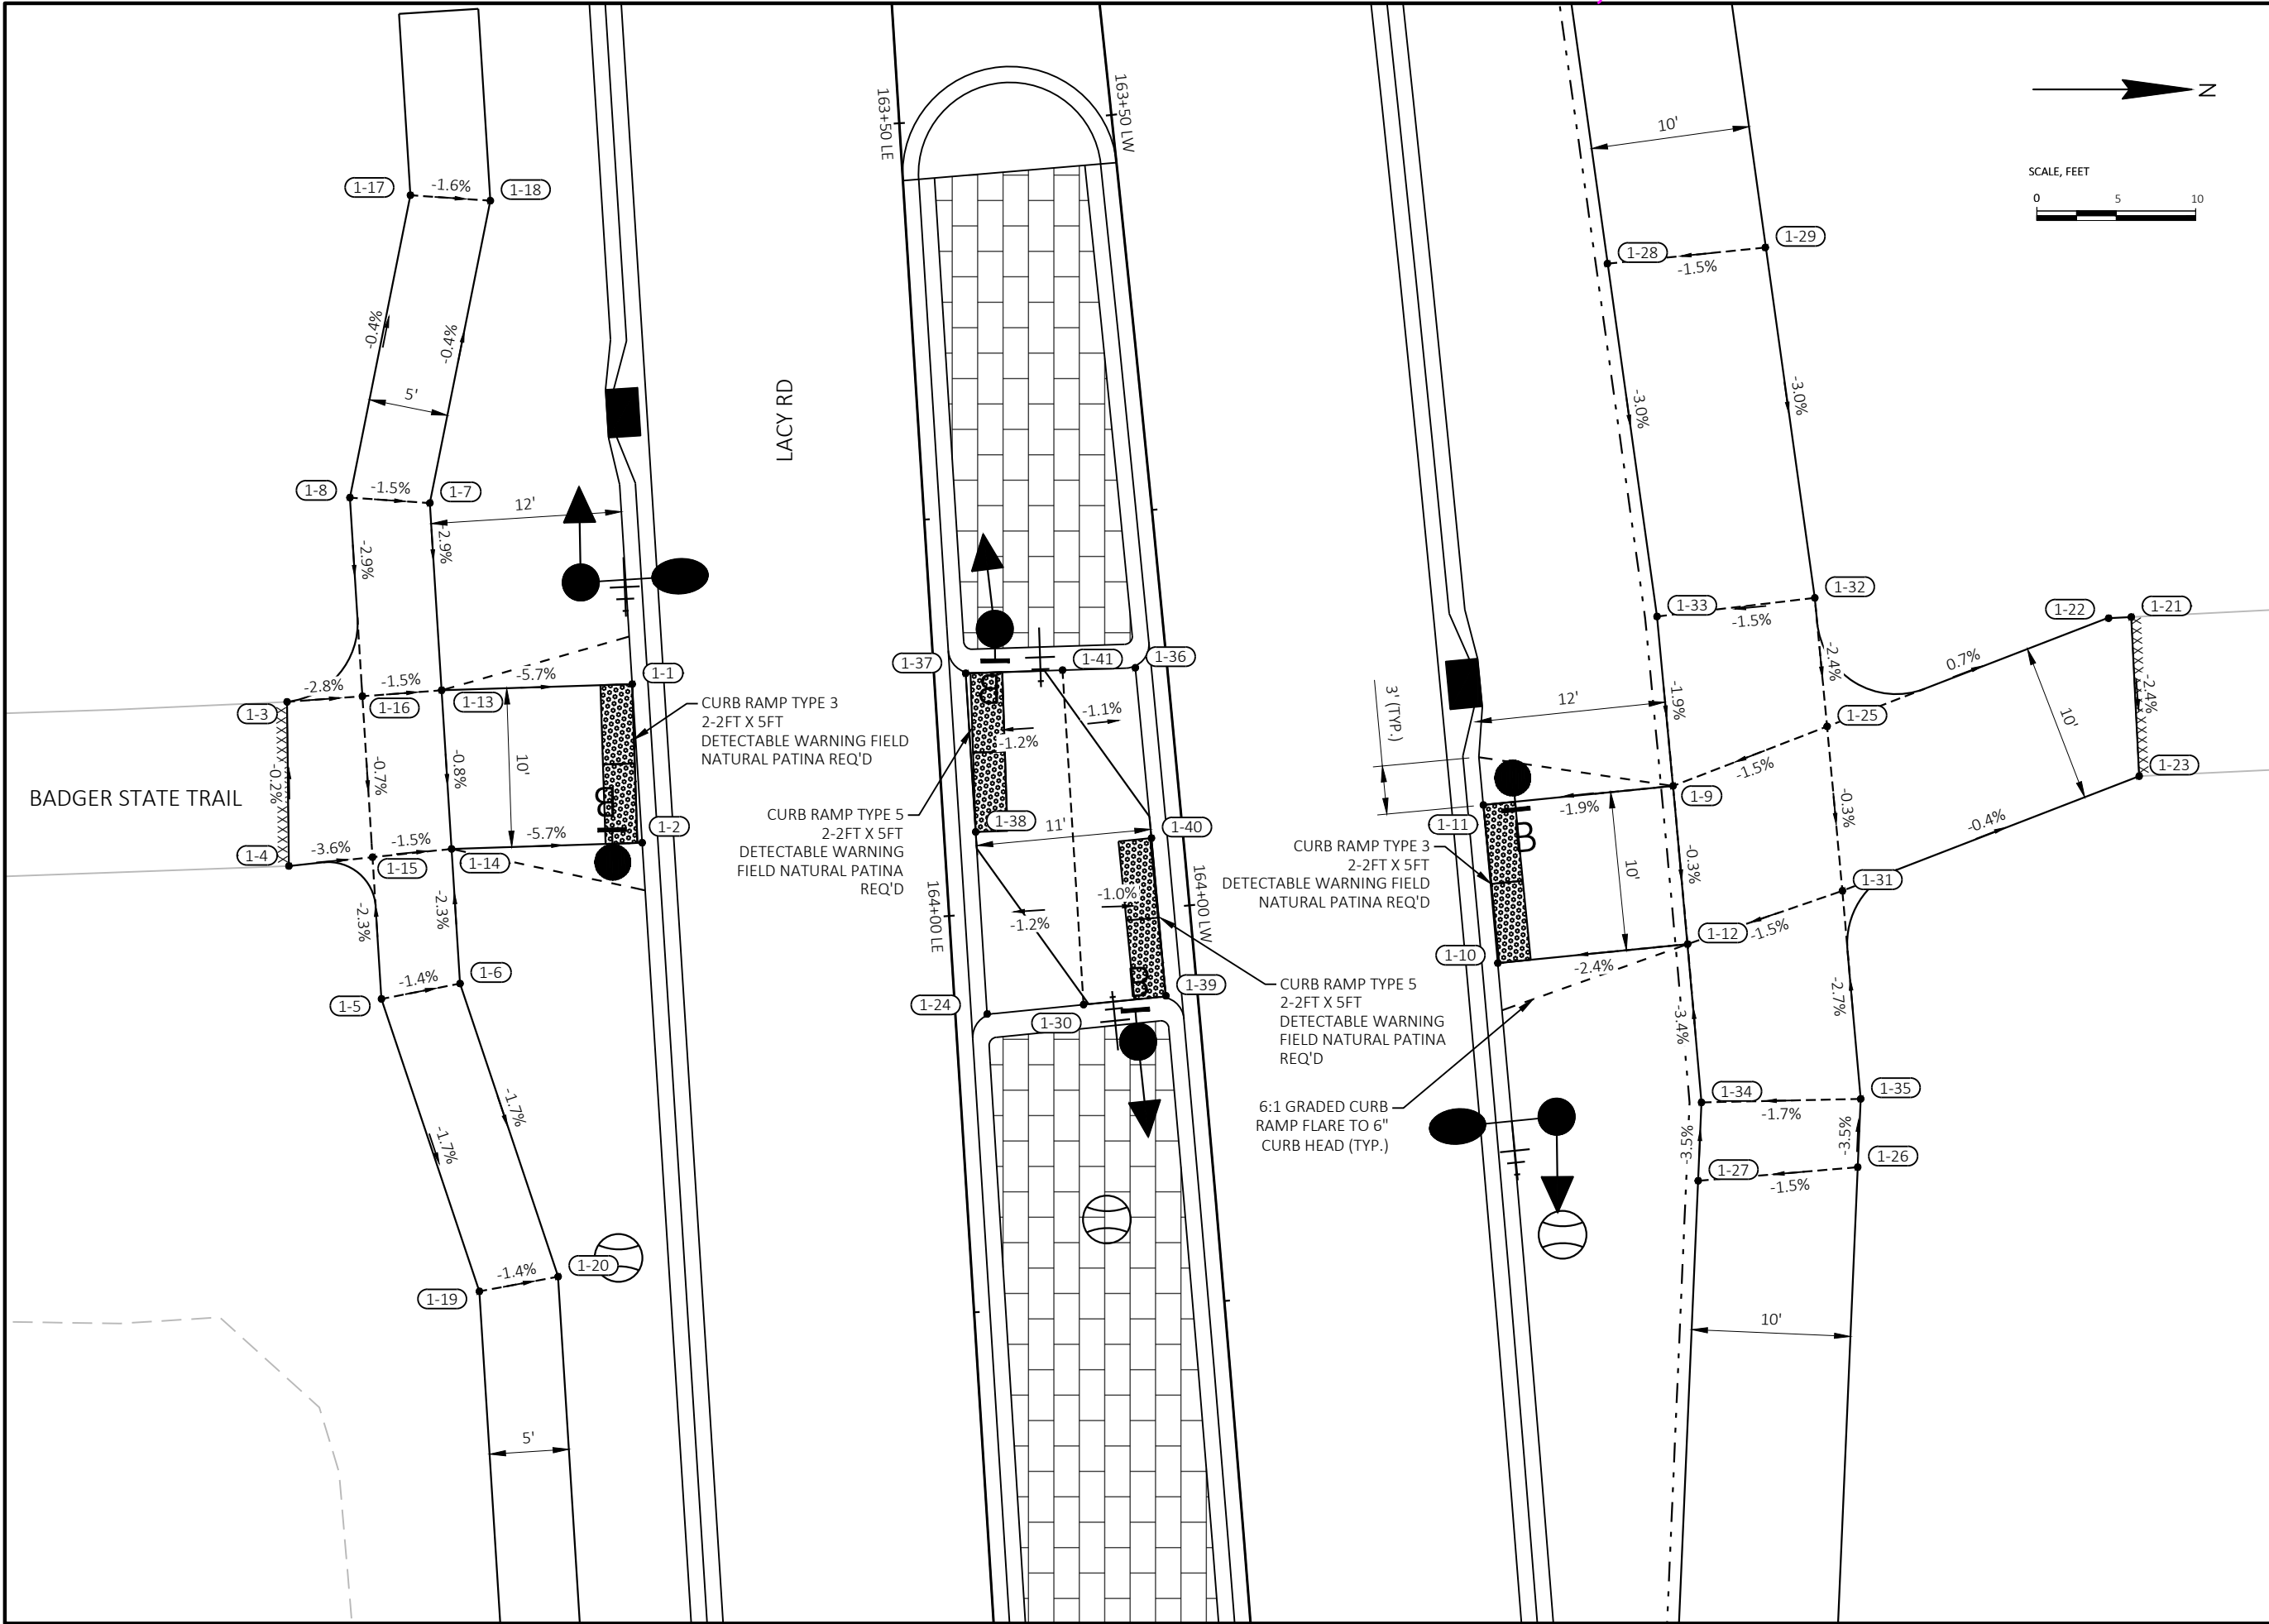 163+50 LE
163+50 LW
N
SCALE, FEET
0 5 10
10'
1-17
-1.6%
1-18
1-28
-1.5%
1-29
-0.4%
-0.4%
5'
LACY RD
-3.0%
-3.0%
1-8
-1.5%
1-7
12'
-2.9%
-2.9%
1-33
-1.5%
1-32
1-22
1-21
1-37
1-41
1-36
-2.4%
0.7%
-2.4%
10'
1-3
-2.8%
1-16
-1.5%
1-13
-5.7%
1-1
CURB RAMP TYPE 3
2-2FT X 5FT
DETECTABLE WARNING FIELD
NATURAL PATINA REQ'D
-1.1%
-1.2%
3' (TYP.)
12'
-1.9%
1-25
-1.5%
1-9
1-23
BADGER STATE TRAIL
-0.2%
-0.7%
-0.8%
10'
B
1-2
CURB RAMP TYPE 5
2-2FT X 5FT
DETECTABLE WARNING
FIELD NATURAL PATINA
REQ'D
1-38
11'
1-40
-1.9%
1-11
B
-0.3%
-0.4%
1-4
-3.6%
1-15
-1.5%
1-14
-5.7%
CURB RAMP TYPE 3
2-2FT X 5FT
DETECTABLE WARNING FIELD
NATURAL PATINA REQ'D
10'
-0.3%
1-31
-2.3%
-2.3%
164+00 LE
-1.2%
-1.0%
164+00 LW
1-12
-1.5%
1-10
-2.4%
1-5
-1.4%
1-6
1-24
1-30
1-39
CURB RAMP TYPE 5
2-2FT X 5FT
DETECTABLE WARNING
FIELD NATURAL PATINA
REQ'D
-3.4%
-2.7%
-1.7%
-1.7%
6:1 GRADED CURB
RAMP FLARE TO 6"
CURB HEAD (TYP.)
1-34
-1.7%
1-35
-3.5%
-3.5%
1-27
-1.5%
1-26
1-19
-1.4%
1-20
10'
5'